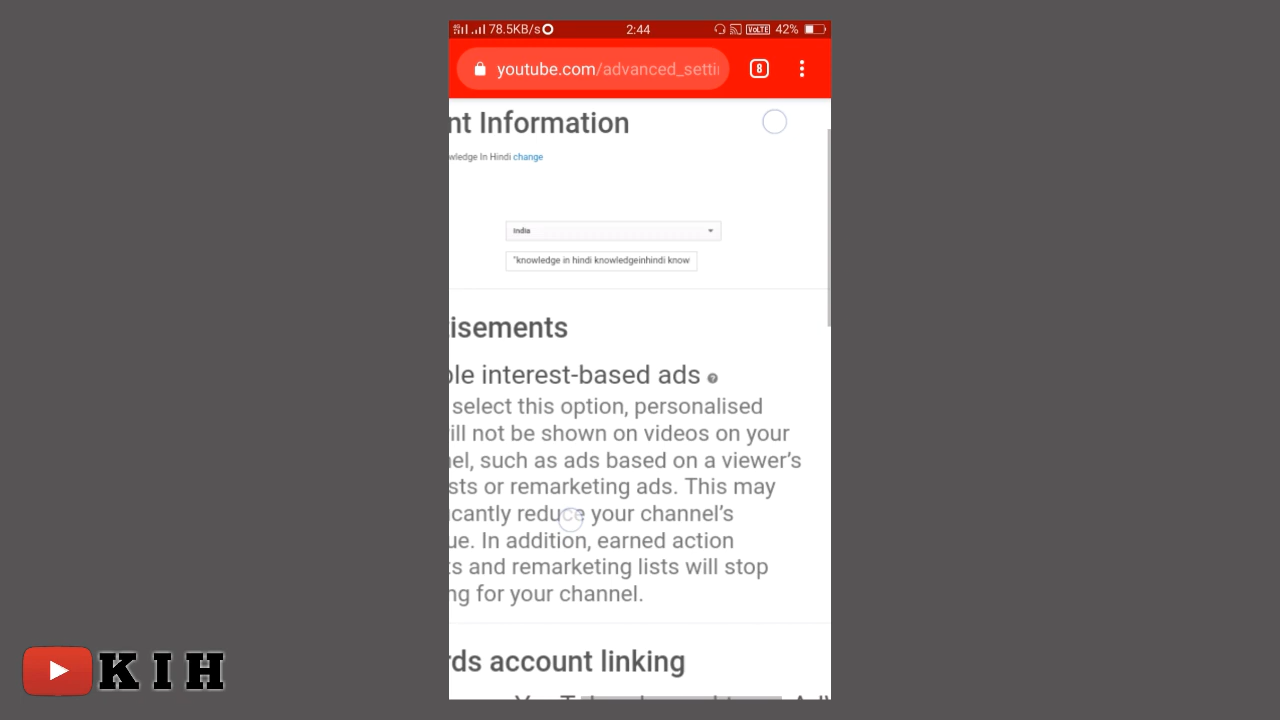 78.5KB/s
2:44
VoLTE
42%
youtube.com/advanced_setti
8
nt Information
wledge In Hindi change
India
"knowledge in hindi knowledgeinhindi know
isements
ble interest-based ads
select this option, personalised
ill not be shown on videos on your
nel, such as ads based on a viewer's
sts or remarketing ads. This may
icantly reduce your channel's
ue. In addition, earned action
ts and remarketing lists will stop
ng for your channel.
rds account linking
KIH